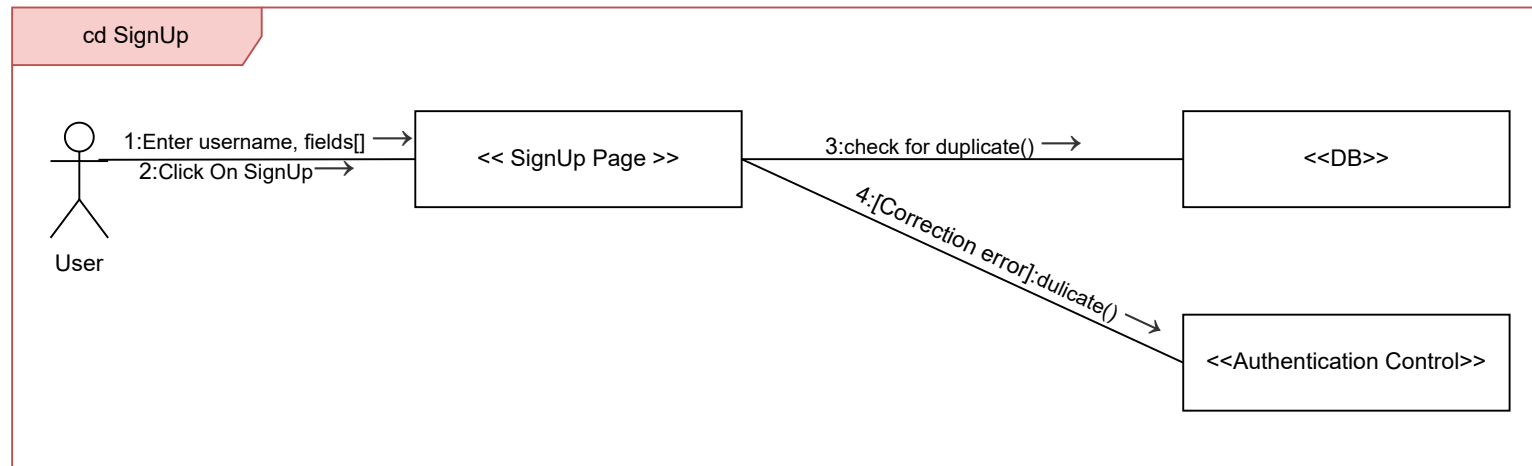 cd SignUp
1:Enter username, fields[]
2:Click On SignUp
<< SignUp Page >>
3:check for duplicate()
<<DB>>
4:[Correction error]:dulicate()
User
<<Authentication Control>>